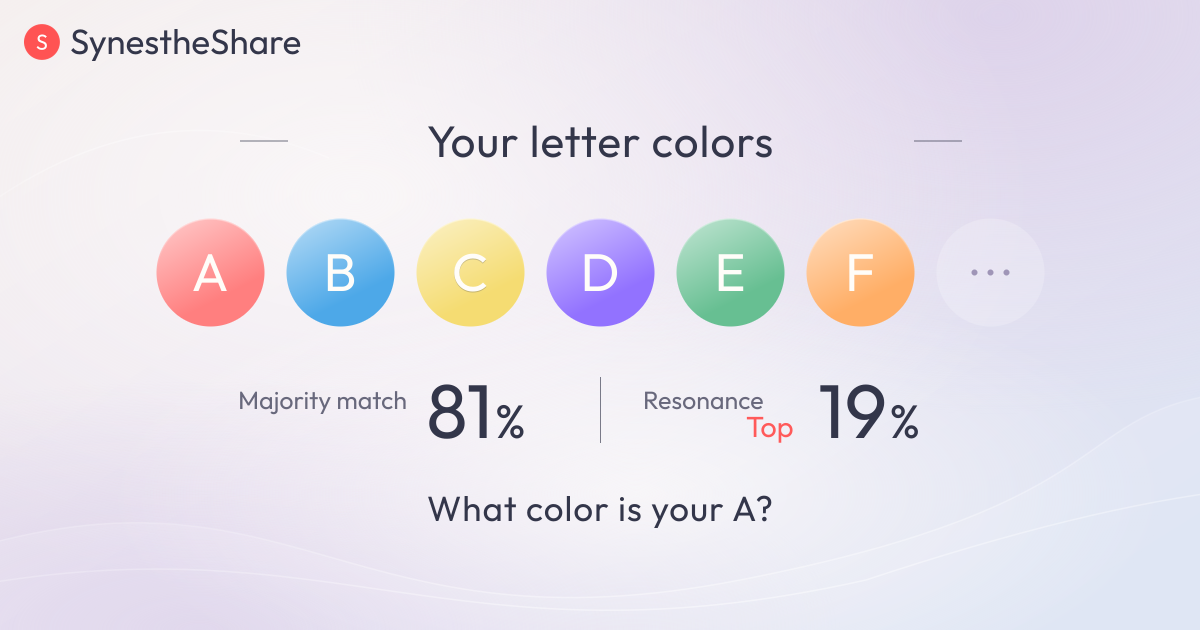 S SynestheShare
Your letter colors
A B C D E F ...
Majority match 81% Resonance Top 19%
What color is your A?